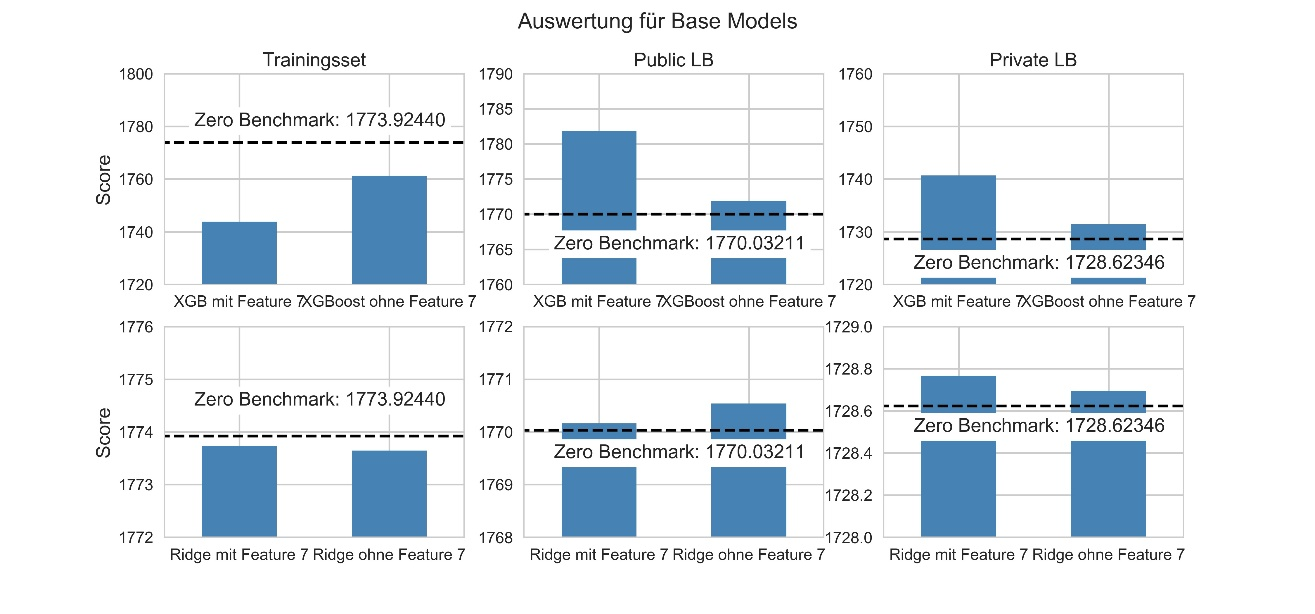 Auswertung für Base Models
Trainingsset
Public LB
Private LB
Score
1800
1780
1760
1740
1720
Zero Benchmark: 1773.92440
XGB mit Feature 7
XGBoost ohne Feature 7
1790
1785
1780
1775
1770
1765
1760
Zero Benchmark: 1770.03211
XGB mit Feature 7
XGBoost ohne Feature 7
1760
1750
1740
1730
1720
Zero Benchmark: 1728.62346
XGB mit Feature 7
XGBoost ohne Feature 7
Score
1776
1775
1774
1773
1772
Zero Benchmark: 1773.92440
Ridge mit Feature 7
Ridge ohne Feature 7
1772
1771
1770
1769
1768
Zero Benchmark: 1770.03211
Ridge mit Feature 7
Ridge ohne Feature 7
1729.0
1728.8
1728.6
1728.4
1728.2
1728.0
Zero Benchmark: 1728.62346
Ridge mit Feature 7
Ridge ohne Feature 7